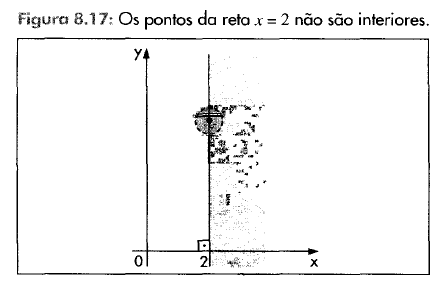 Figura 8.17: Os pontos da reta x = 2 não são interiores.
y
0
2
x